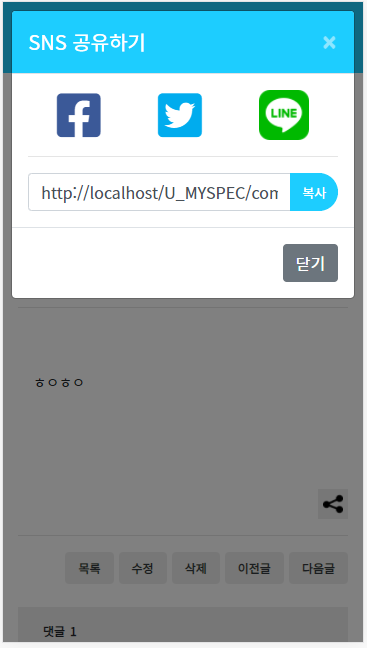 SNS 공유하기 ×
LINE
http://localhost/U_MYSPEC/com 복사
닫기
ㅎㅇㅎㅇ
목록 수정 삭제 이전글 다음글
댓글 1